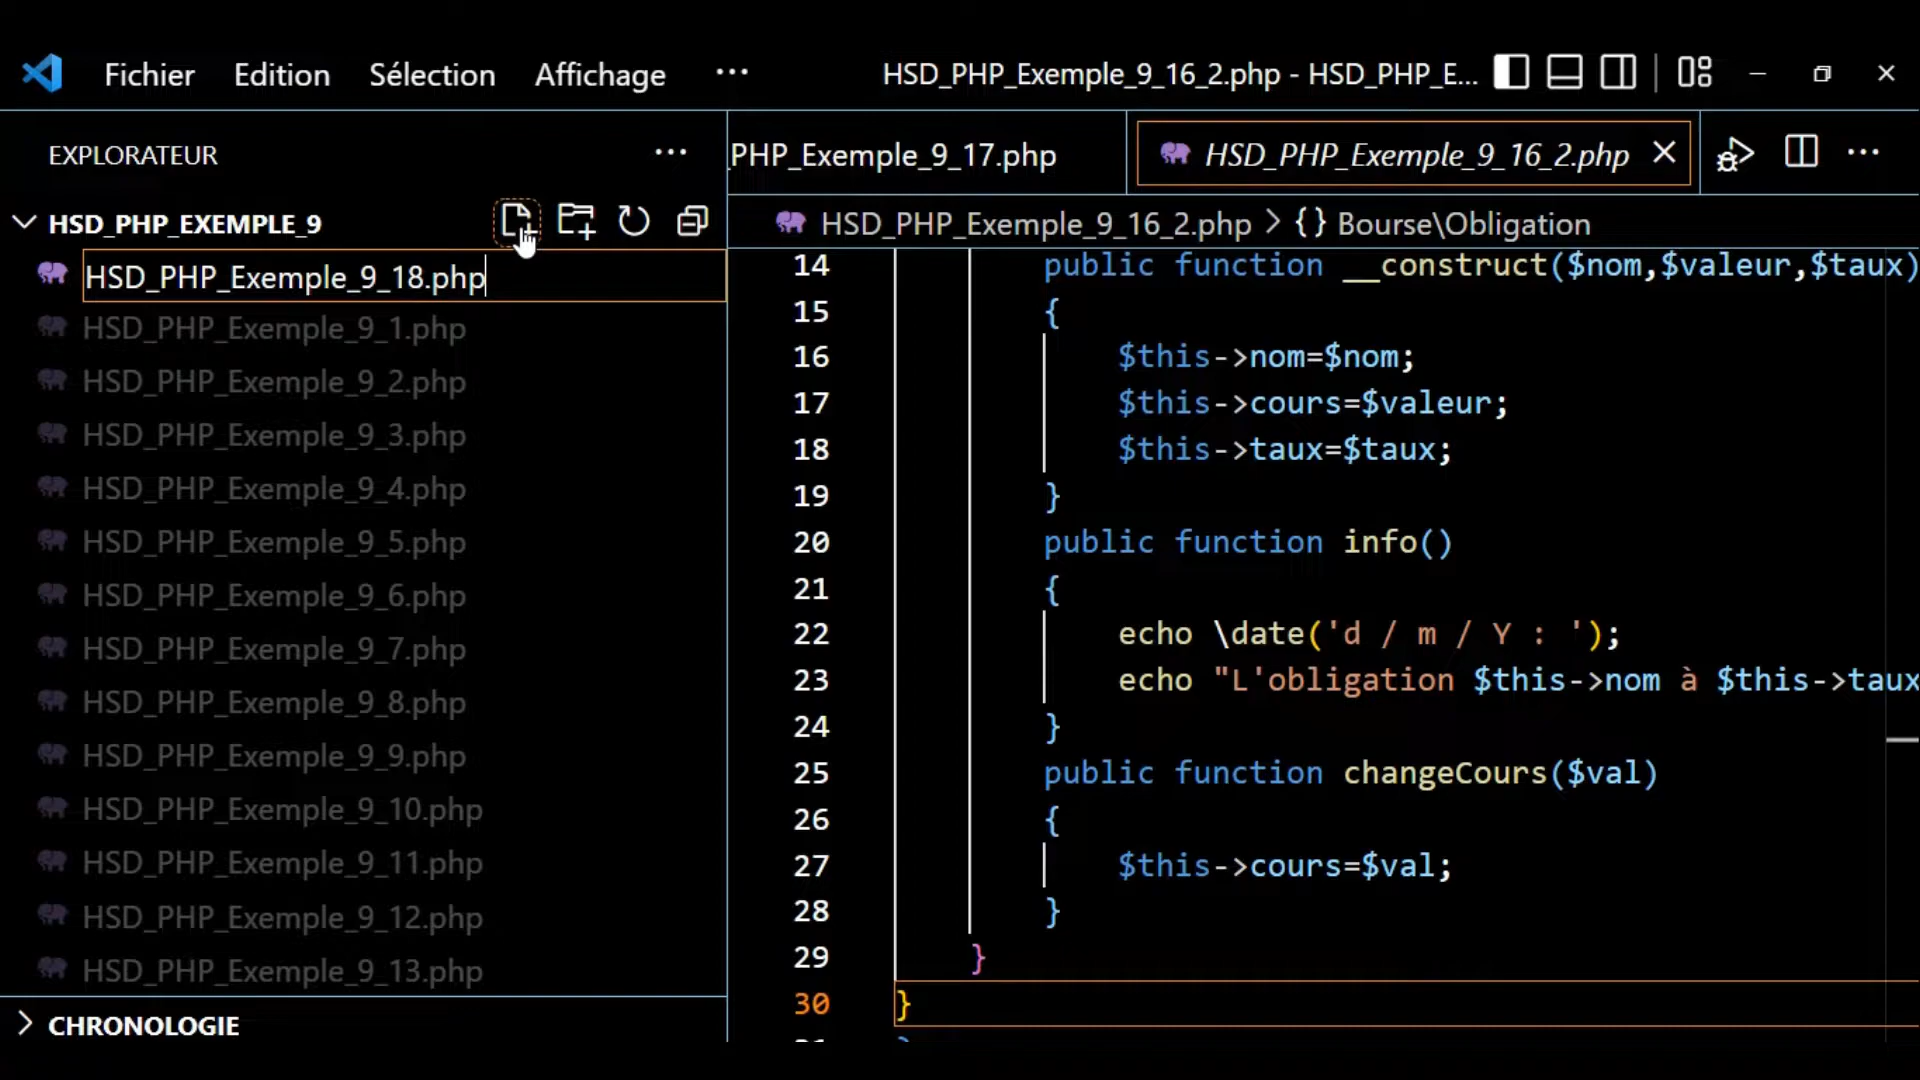 Fichier Edition Sélection Affichage ··· HSD_PHP_Exemple_9_16_2.php - HSD_PHP_E...
EXPLORATEUR ···
HSD_PHP_EXEMPLE_9
HSD_PHP_Exemple_9_18.php
HSD_PHP_Exemple_9_1.php
HSD_PHP_Exemple_9_2.php
HSD_PHP_Exemple_9_3.php
HSD_PHP_Exemple_9_4.php
HSD_PHP_Exemple_9_5.php
HSD_PHP_Exemple_9_6.php
HSD_PHP_Exemple_9_7.php
HSD_PHP_Exemple_9_8.php
HSD_PHP_Exemple_9_9.php
HSD_PHP_Exemple_9_10.php
HSD_PHP_Exemple_9_11.php
HSD_PHP_Exemple_9_12.php
HSD_PHP_Exemple_9_13.php
CHRONOLOGIE
PHP_Exemple_9_17.php HSD_PHP_Exemple_9_16_2.php
HSD_PHP_Exemple_9_16_2.php > {} Bourse\Obligation
14 public function __construct($nom,$valeur,$taux)
15 {
16 $this->nom=$nom;
17 $this->cours=$valeur;
18 $this->taux=$taux;
19 }
20 public function info()
21 {
22 echo \date('d / m / Y : ');
23 echo "L'obligation $this->nom à $this->taux
24 }
25 public function changeCours($val)
26 {
27 $this->cours=$val;
28 }
29 }
30 }